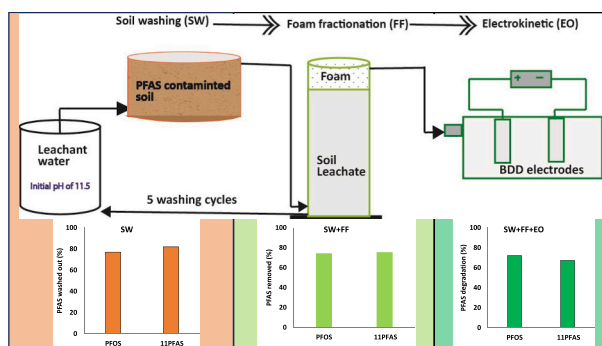 Soil washing (SW)
Foam fractionation (FF)
Electrokinetic (EO)
PFAS contaminted
soil
Foam
+ -
Leachant
water
Initial pH of 11.5
Soil
Leachate
BDD electrodes
5 washing cycles
SW
PFAS washed out (%)
100
80
60
40
20
0
PFOS
11PFAS
SW+FF
PFAS removed (%)
100
80
60
40
20
0
PFOS
11PFAS
SW+FF+EO
PFAS degradation (%)
100
80
60
40
20
0
PFOS
11PFAS